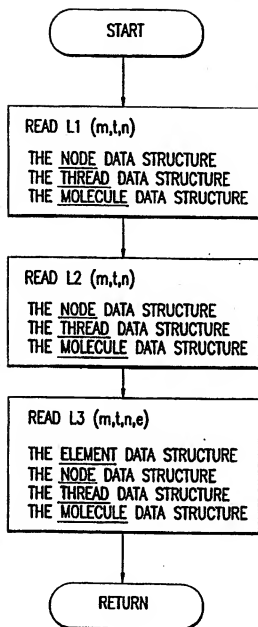 START
READ L1 (m,t,n)
THE NODE DATA STRUCTURE
THE THREAD DATA STRUCTURE
THE MOLECULE DATA STRUCTURE
READ L2 (m,t,n)
THE NODE DATA STRUCTURE
THE THREAD DATA STRUCTURE
THE MOLECULE DATA STRUCTURE
READ L3 (m,t,n,e)
THE ELEMENT DATA STRUCTURE
THE NODE DATA STRUCTURE
THE THREAD DATA STRUCTURE
THE MOLECULE DATA STRUCTURE
RETURN